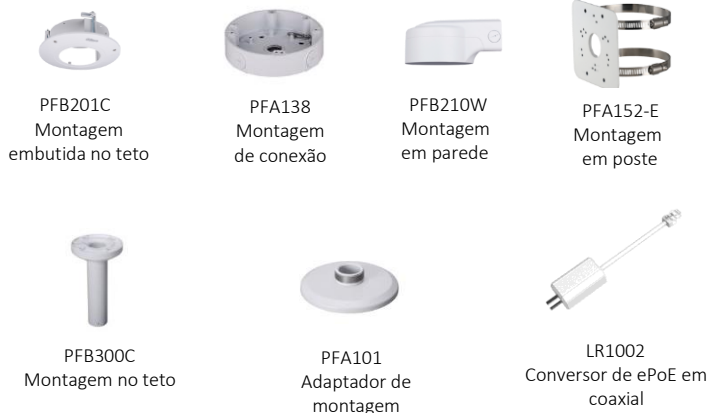 PFB201C
Montagem
embutida no teto
PFA138
Montagem
de conexão
PFB210W
Montagem
em parede
PFA152-E
Montagem
em poste
PFB300C
Montagem no teto
PFA101
Adaptador de
montagem
LR1002
Conversor de ePoE em
coaxial